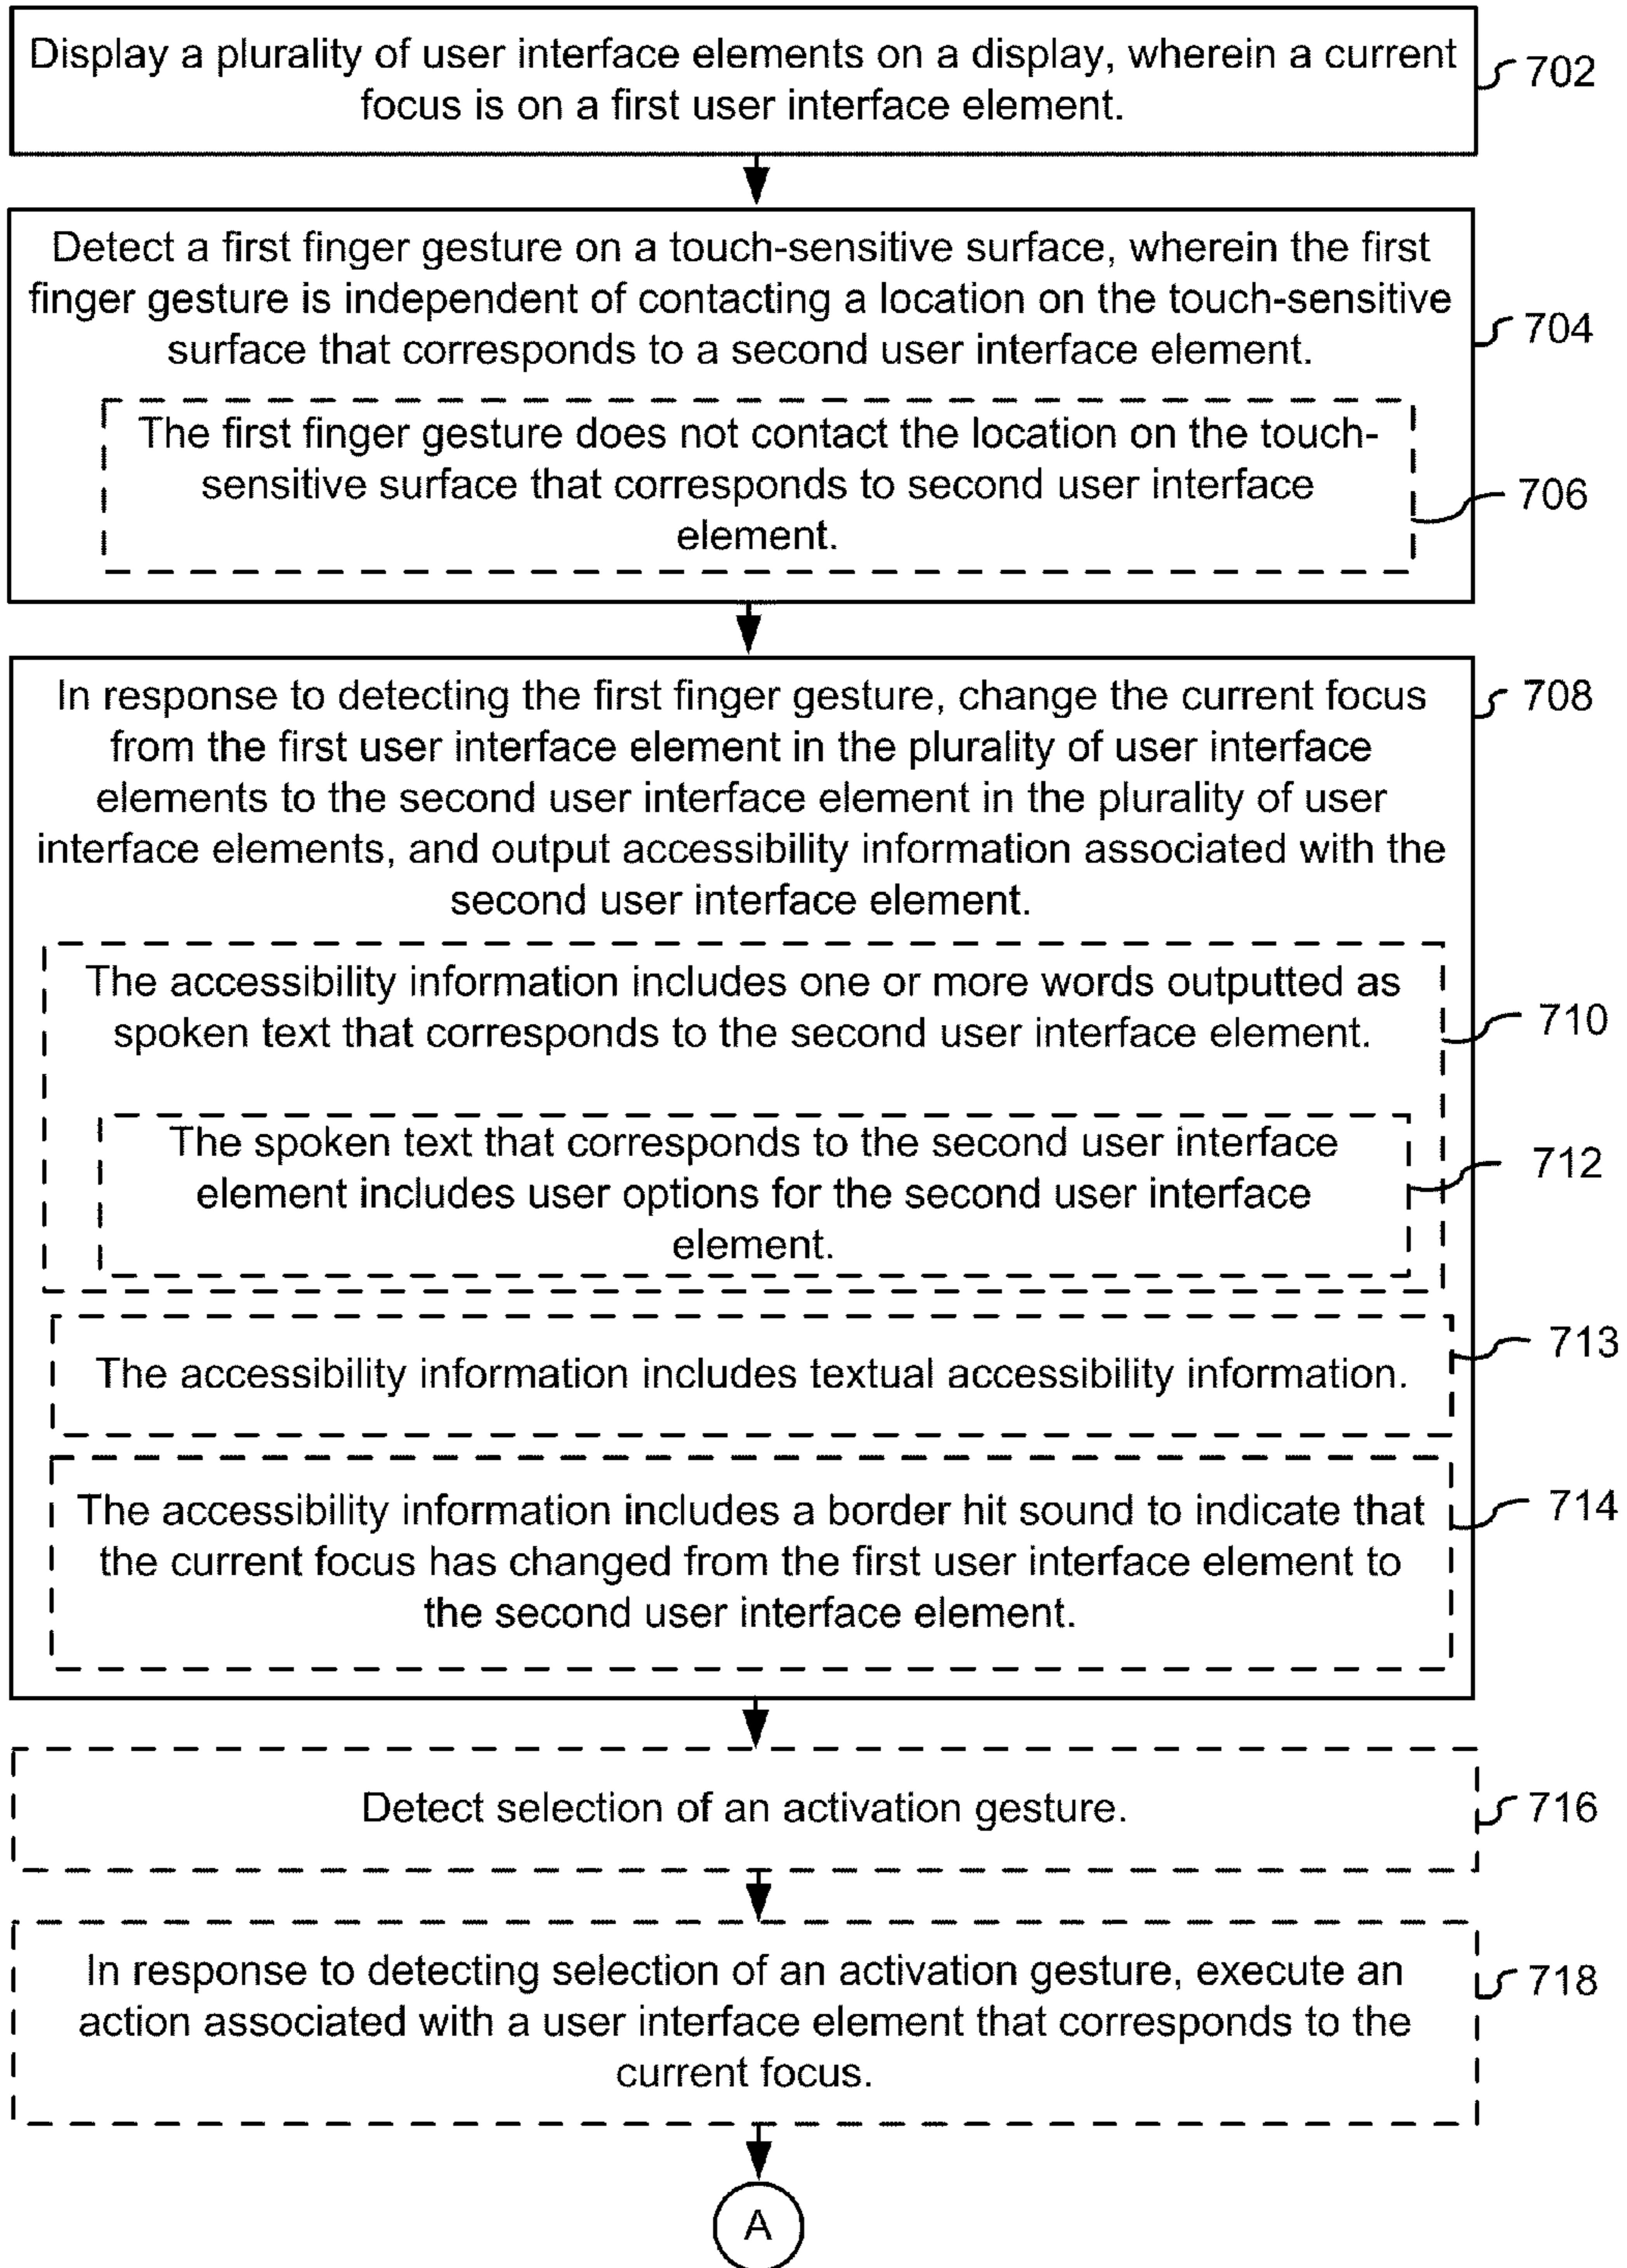 Display a plurality of user interface elements on a display, wherein a current
focus is on a first user interface element.
702
Detect a first finger gesture on a touch-sensitive surface, wherein the first
finger gesture is independent of contacting a location on the touch-sensitive
surface that corresponds to a second user interface element.
704
The first finger gesture does not contact the location on the touch-
sensitive surface that corresponds to second user interface
element.
706
In response to detecting the first finger gesture, change the current focus
from the first user interface element in the plurality of user interface
elements to the second user interface element in the plurality of user
interface elements, and output accessibility information associated with the
second user interface element.
708
The accessibility information includes one or more words outputted as
spoken text that corresponds to the second user interface element.
710
The spoken text that corresponds to the second user interface
element includes user options for the second user interface
element.
712
The accessibility information includes textual accessibility information.
713
The accessibility information includes a border hit sound to indicate that
the current focus has changed from the first user interface element to
the second user interface element.
714
Detect selection of an activation gesture.
716
In response to detecting selection of an activation gesture, execute an
action associated with a user interface element that corresponds to the
current focus.
718
A